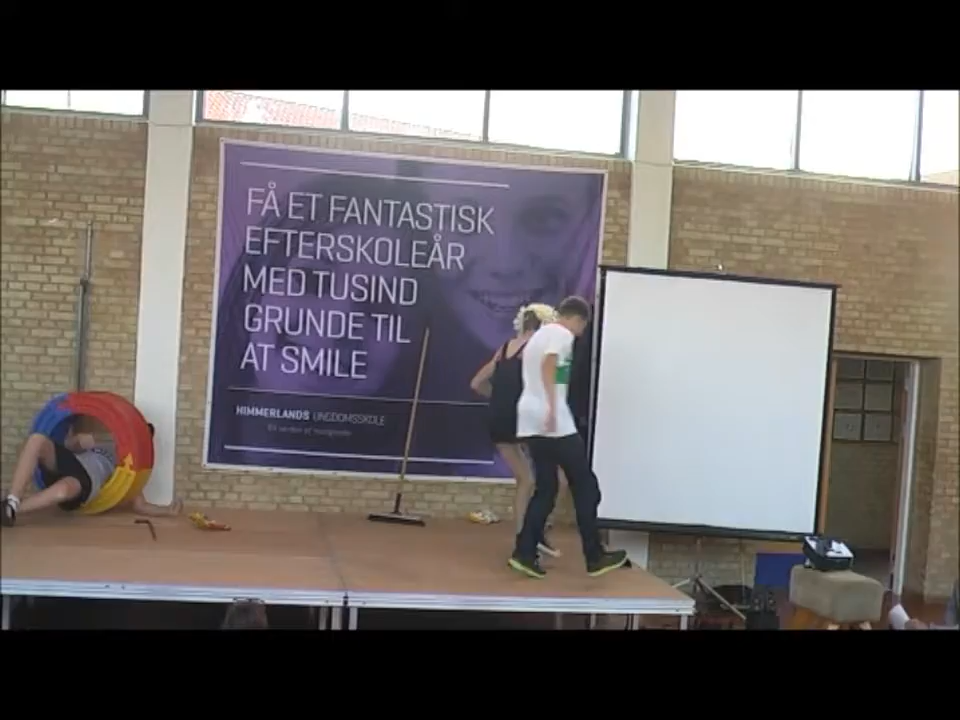 FÅ ET FANTASTISK
EFTERSKOLEÅR
MED TUSIND
GRUNDE TIL
AT SMILE
HIMMERLANDS UNGDOMSSKOLE